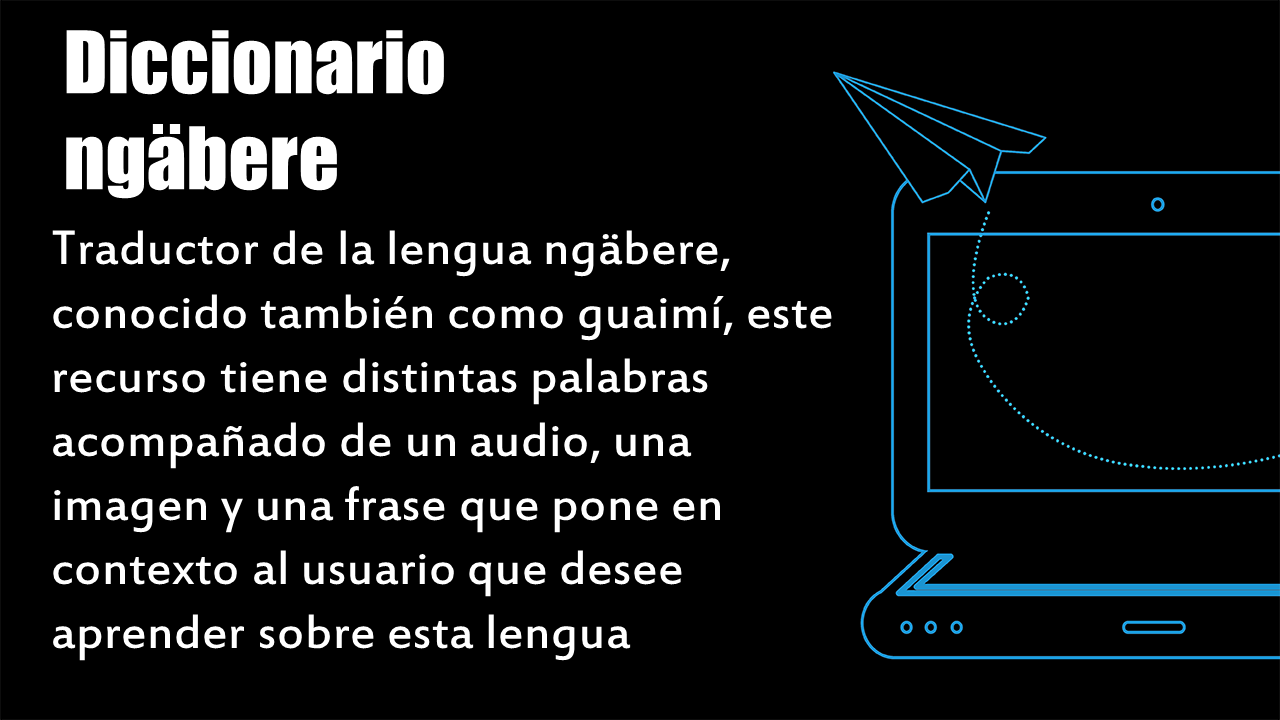 Diccionario
ngäbere
Traductor de la lengua ngäbere,
conocido también como guaimí, este
recurso tiene distintas palabras
acompañado de un audio, una
imagen y una frase que pone en
contexto al usuario que desee
aprender sobre esta lengua